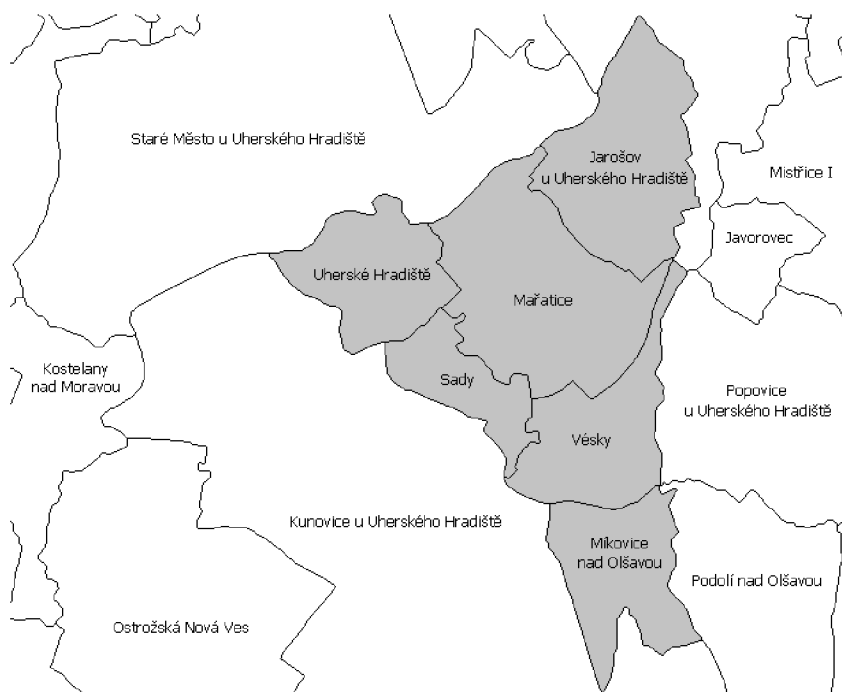 Staré Město u Uherského Hradiště
Jarošov
u Uherského Hradiště
Mistřice I
Javorovec
Uherské Hradiště
Mařatice
Kostelany
nad Moravou
Sady
Popovice
u Uherského Hradiště
Vésky
Kunovice u Uherského Hradiště
Míkovice
nad Olšavou
Podolí nad Olšavou
Ostrožská Nová Ves